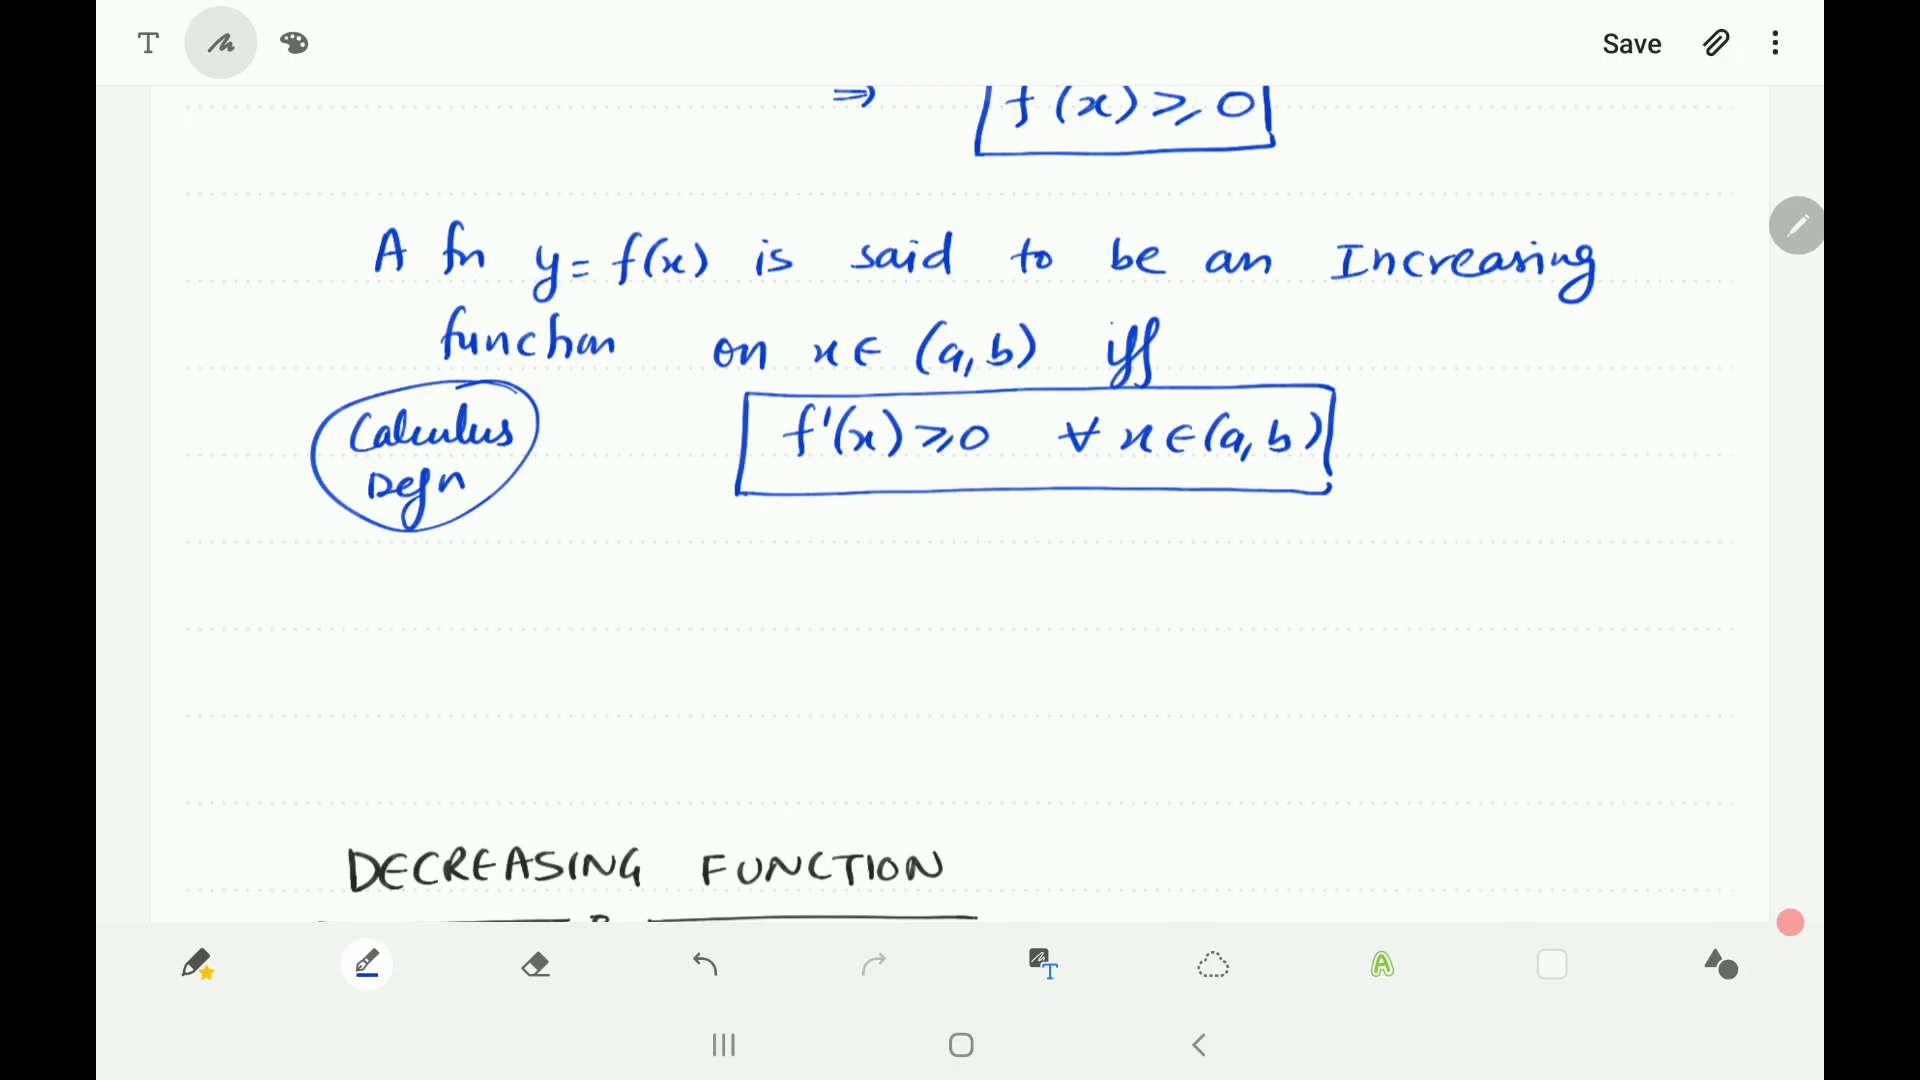 T Save
⇒ f(x) ⩾ 0
A fn y = f(x) is said to be an Increasing
function on x ∈ (a, b) iff
Calculus
Defn
f'(x) ⩾ 0 ∀ x ∈ (a, b)
DECREASING FUNCTION